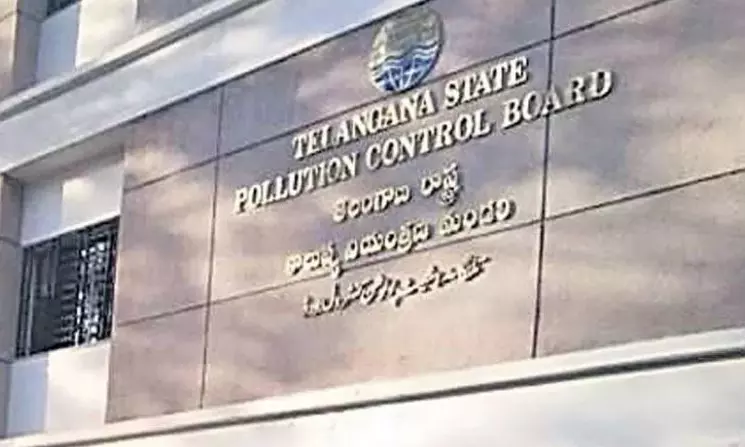 TELANGANA STATE
POLLUTION CONTROL BOARD
తెలంగాణ రాష్ట్ర
కాలుష్య నియంత్రణ మండలి